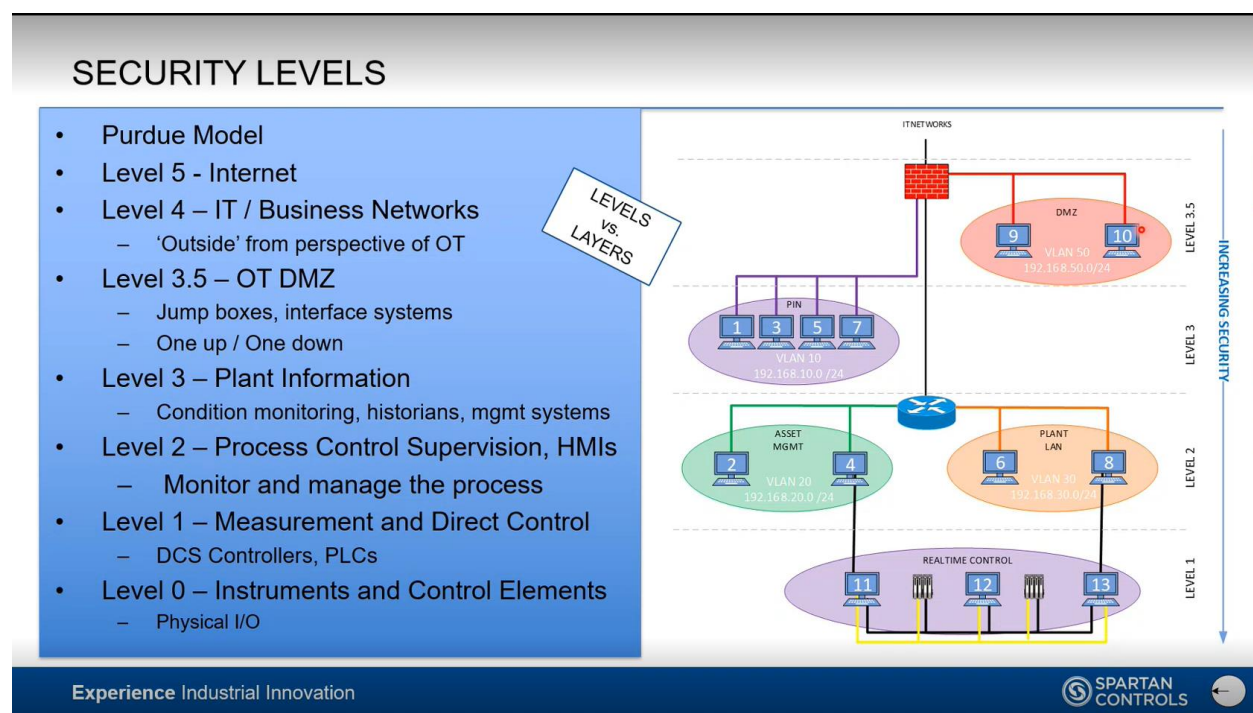 SECURITY LEVELS
• Purdue Model
• Level 5 - Internet
• Level 4 – IT / Business Networks
– ‘Outside’ from perspective of OT
• Level 3.5 – OT DMZ
– Jump boxes, interface systems
– One up / One down
• Level 3 – Plant Information
– Condition monitoring, historians, mgmt systems
• Level 2 – Process Control Supervision, HMIs
– Monitor and manage the process
• Level 1 – Measurement and Direct Control
– DCS Controllers, PLCs
• Level 0 – Instruments and Control Elements
– Physical I/O
LEVELS
vs.
LAYERS
IT NETWORKS
DMZ
9 10
VLAN 50
192.168.50.0/24
LEVEL 3.5
PIN
1 3 5 7
VLAN 10
192.168.10.0 /24
LEVEL 3
ASSET
MGMT
2 4
VLAN 20
192.168.20.0 /24
PLANT
LAN
6 8
VLAN 30
192.168.30.0/24
LEVEL 2
REALTIME CONTROL
11 12 13
LEVEL 1
INCREASING SECURITY
Experience Industrial Innovation
SPARTAN
CONTROLS